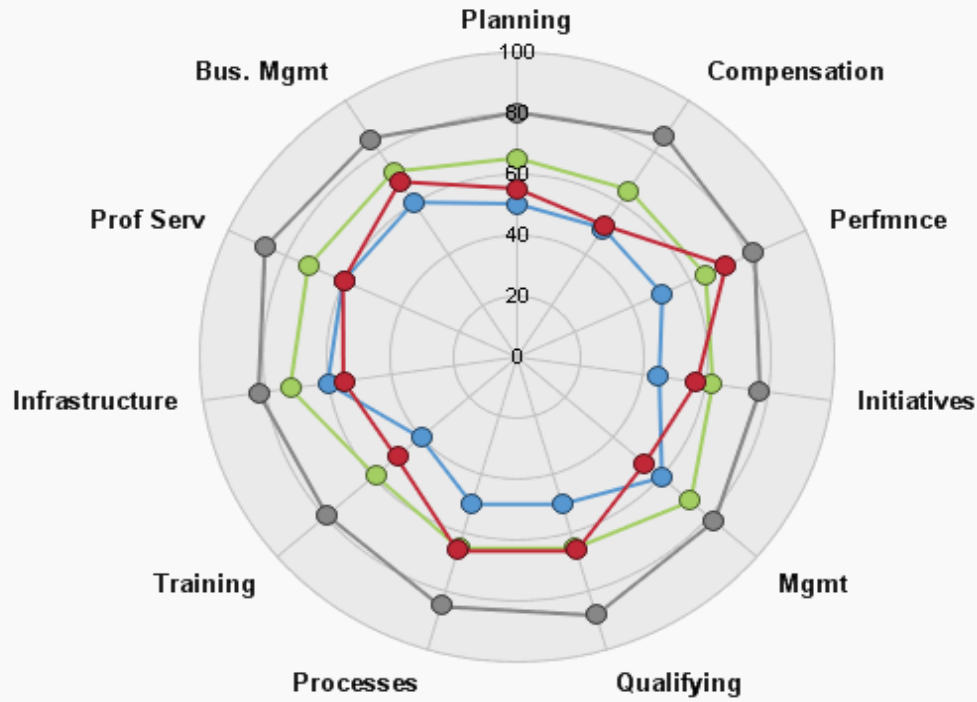 Planning
100
Bus. Mgmt
Compensation
80
60
Prof Serv
Perfmnce
40
20
0
Infrastructure
Initiatives
Training
Mgmt
Processes
Qualifying